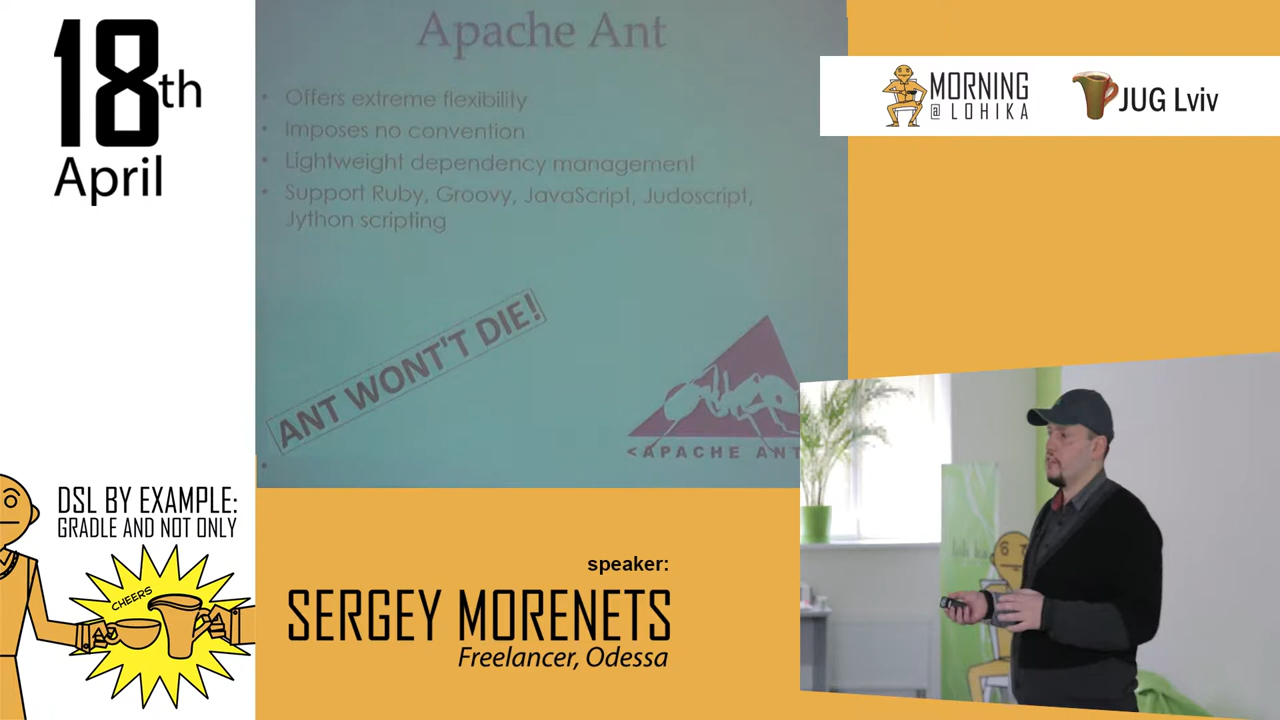 18th
April
Apache Ant
• Offers extreme flexibility
• Imposes no convention
• Lightweight dependency management
• Support Ruby, Groovy, JavaScript, Judoscript,
Jython scripting
ANT WONT'T DIE!
<APACHE ANT
MORNING
@LOHIKA
JUG Lviv
DSL BY EXAMPLE:
GRADLE AND NOT ONLY
CHEERS
speaker:
SERGEY MORENETS
Freelancer, Odessa